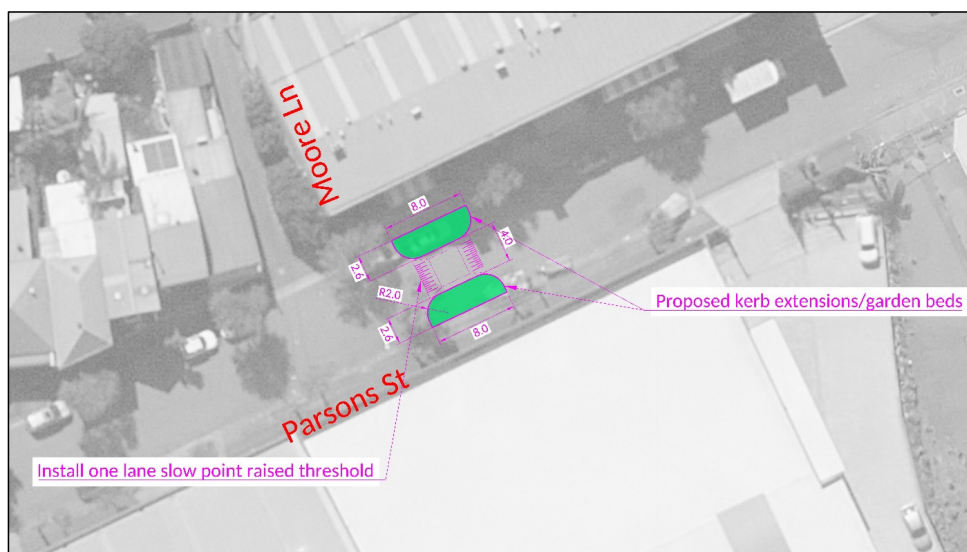 Moore Ln
8.0
4.0
2.6
R2.0
Proposed kerb extensions/garden beds
2.6
8.0
Parsons St
Install one lane slow point raised threshold